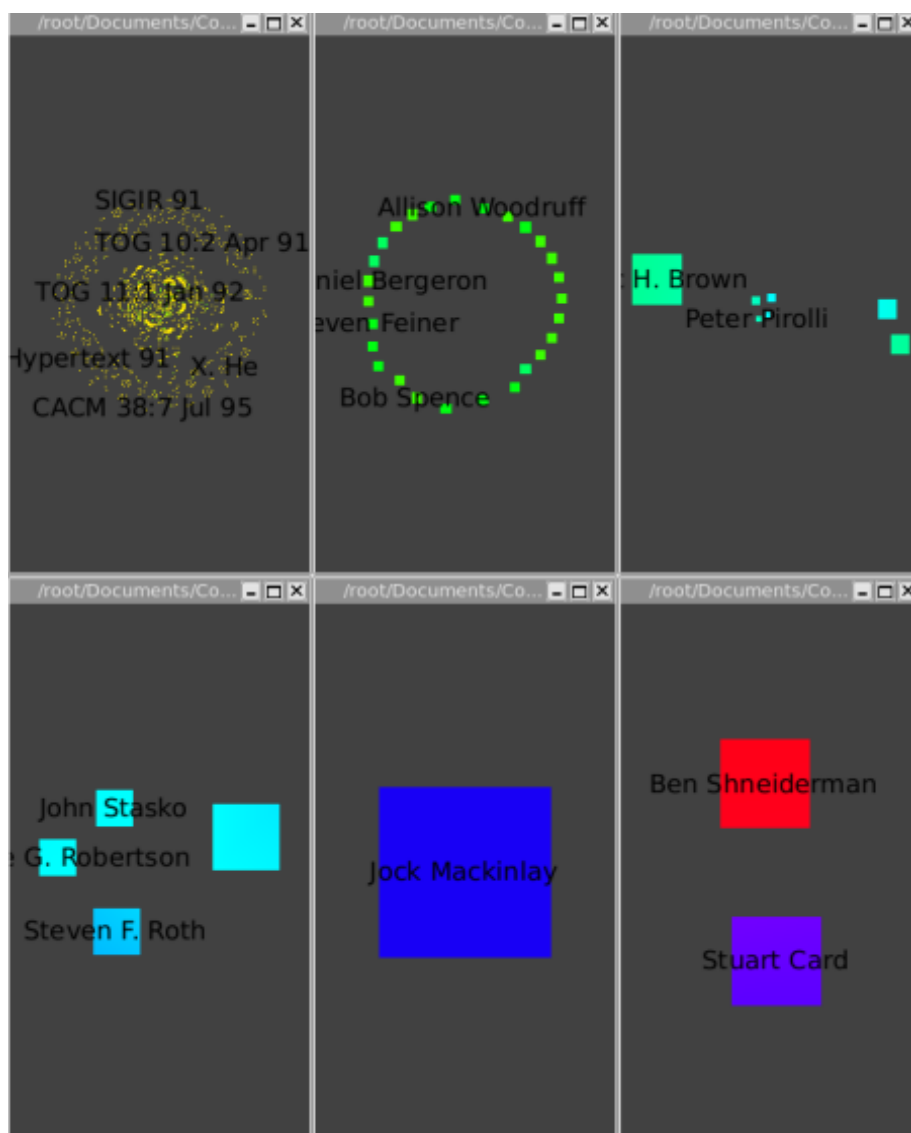 /root/Documents/Co...
/root/Documents/Co...
/root/Documents/Co...
SIGIR 91
TOG 10:2 Apr 91
TOG 11:1 Jan 92
Hypertext 91
X. He
CACM 38:7 Jul 95
Allison Woodruff
niel Bergeron
even Feiner
Bob Spence
H. Brown
Peter Pirolli
/root/Documents/Co...
/root/Documents/Co...
/root/Documents/Co...
John Stasko
G. Robertson
Steven F. Roth
Jock Mackinlay
Ben Shneiderman
Stuart Card